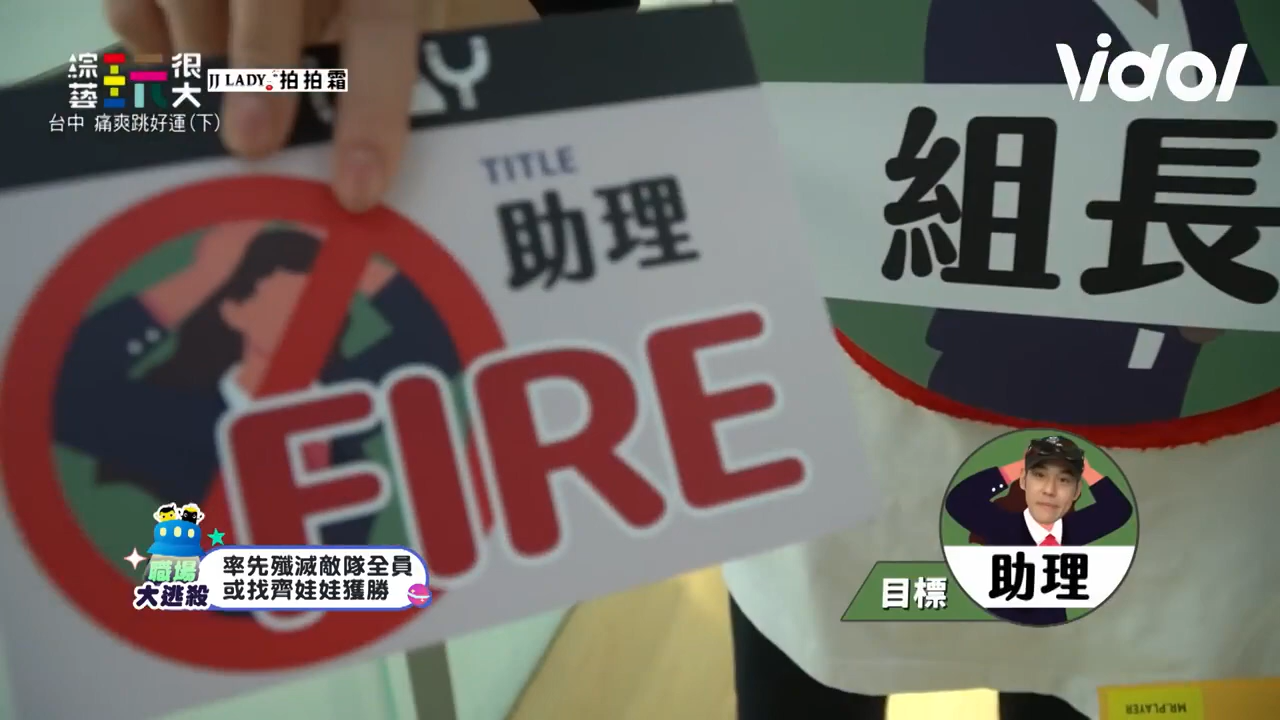 綜藝玩很大
JJ LADY 拍拍霜
台中 痛爽跳好運(下)
Vidol
TITLE
助理
FIRE
組長
職場
大逃殺
率先殲滅敵隊全員
或找齊娃娃獲勝
目標
助理
MR.PLAYER